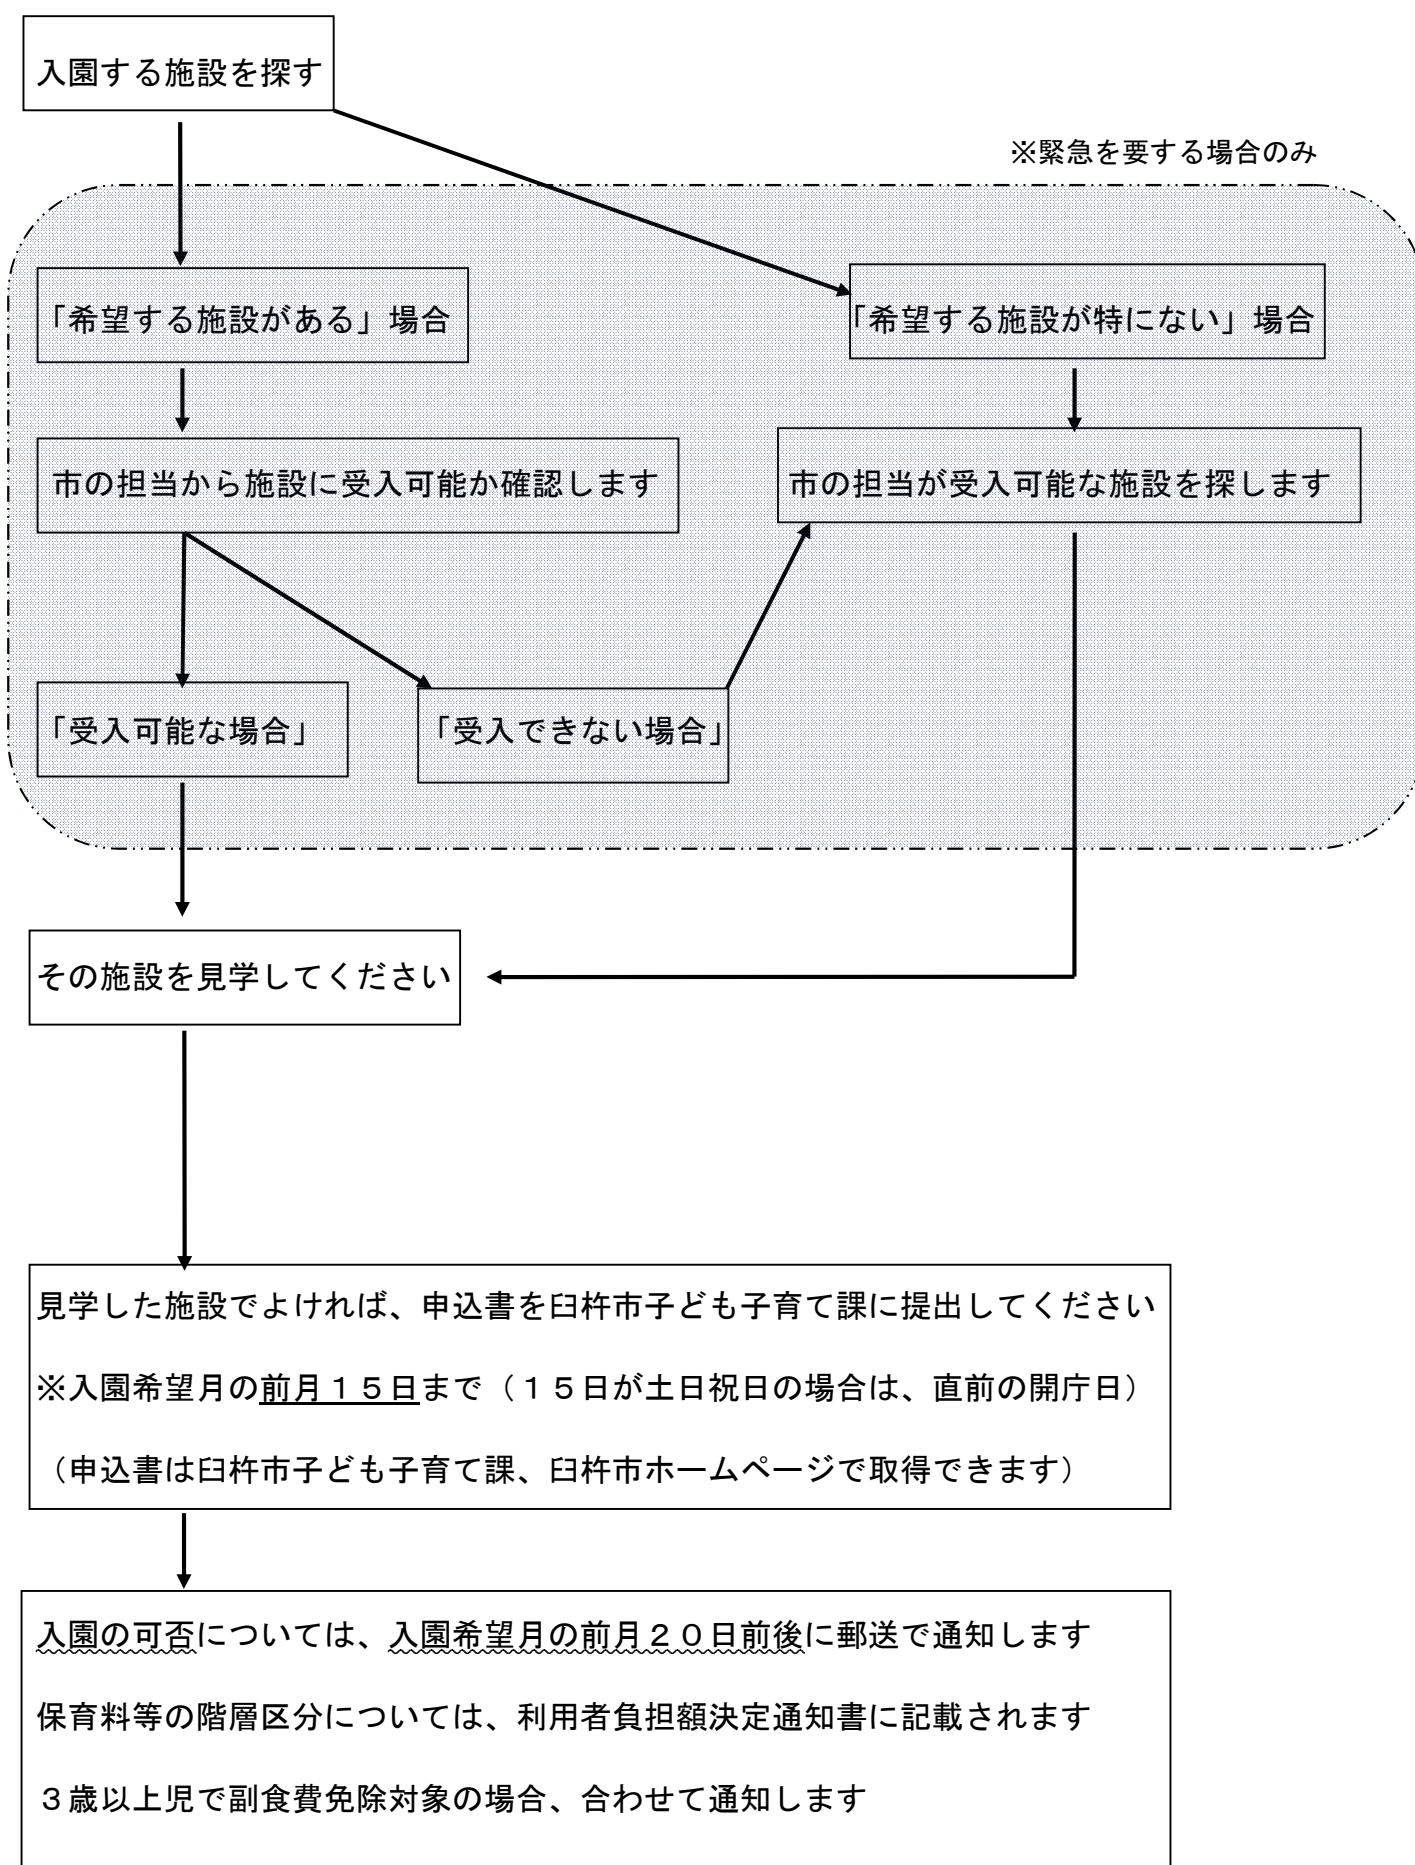 入園する施設を探す
※緊急を要する場合のみ
「希望する施設がある」場合
「希望する施設が特にない」場合
市の担当から施設に受入可能か確認します
市の担当が受入可能な施設を探します
「受入可能な場合」
「受入できない場合」
その施設を見学してください
見学した施設でよければ、申込書を臼杵市子ども子育て課に提出してください
※入園希望月の前月１５日まで（１５日が土日祝日の場合は、直前の開庁日）
（申込書は臼杵市子ども子育て課、臼杵市ホームページで取得できます）
入園の可否については、入園希望月の前月２０日前後に郵送で通知します
保育料等の階層区分については、利用者負担額決定通知書に記載されます
３歳以上児で副食費免除対象の場合、合わせて通知します